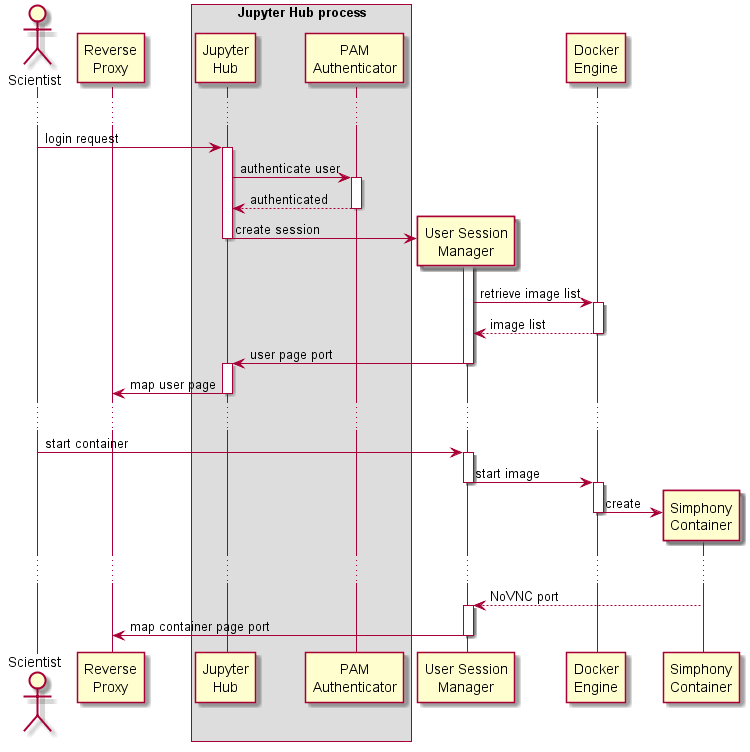 Jupyter Hub process
Scientist
Reverse
Proxy
Jupyter
Hub
PAM
Authenticator
Docker
Engine
login request
authenticate user
authenticated
create session
User Session
Manager
retrieve image list
image list
user page port
map user page
start container
start image
create
Simphony
Container
NoVNC port
map container page port
Scientist
Reverse
Proxy
Jupyter
Hub
PAM
Authenticator
User Session
Manager
Docker
Engine
Simphony
Container